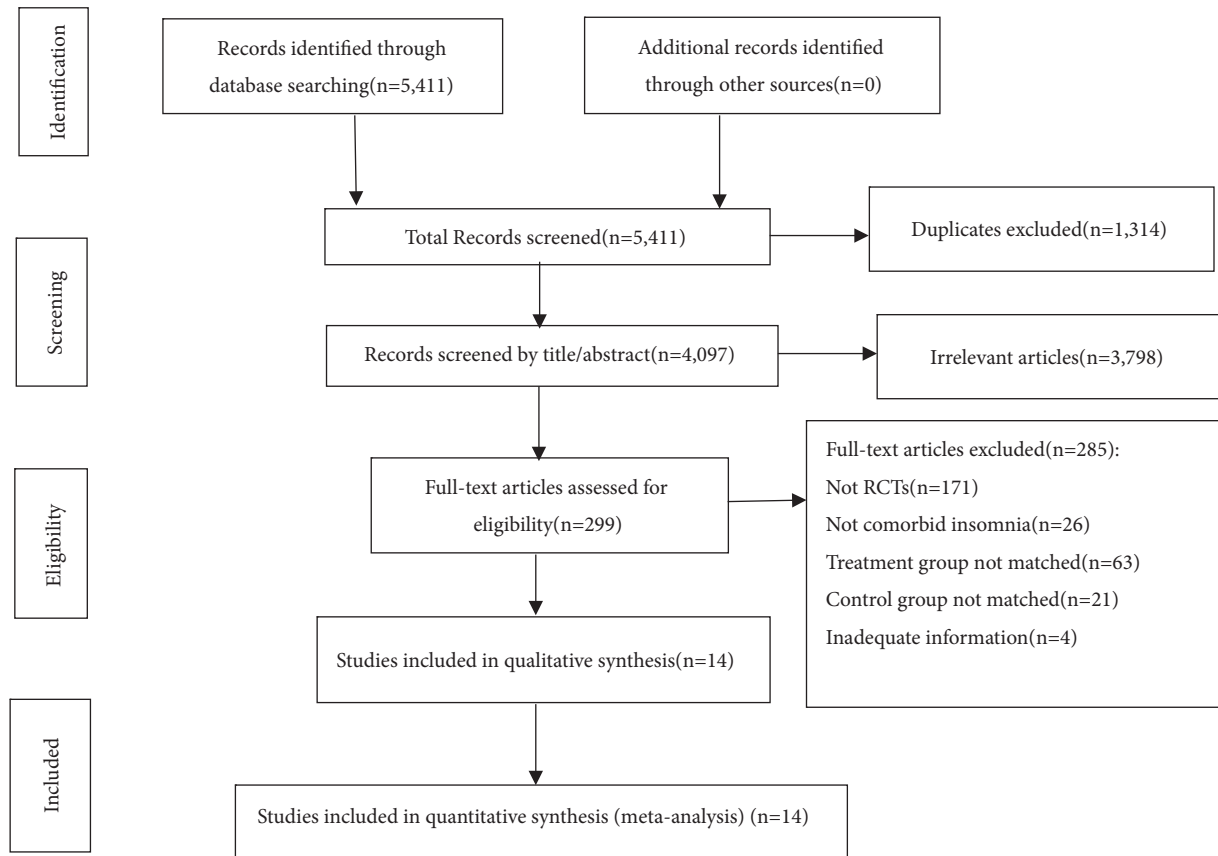 Identification
Records identified through
database searching(n=5,411)
Additional records identified
through other sources(n=0)
Screening
Total Records screened(n=5,411)
Duplicates excluded(n=1,314)
Records screened by title/abstract(n=4,097)
Irrelevant articles(n=3,798)
Eligibility
Full-text articles assessed for
eligibility(n=299)
Full-text articles excluded(n=285):
Not RCTs(n=171)
Not comorbid insomnia(n=26)
Treatment group not matched(n=63)
Control group not matched(n=21)
Inadequate information(n=4)
Studies included in qualitative synthesis(n=14)
Included
Studies included in quantitative synthesis (meta-analysis) (n=14)